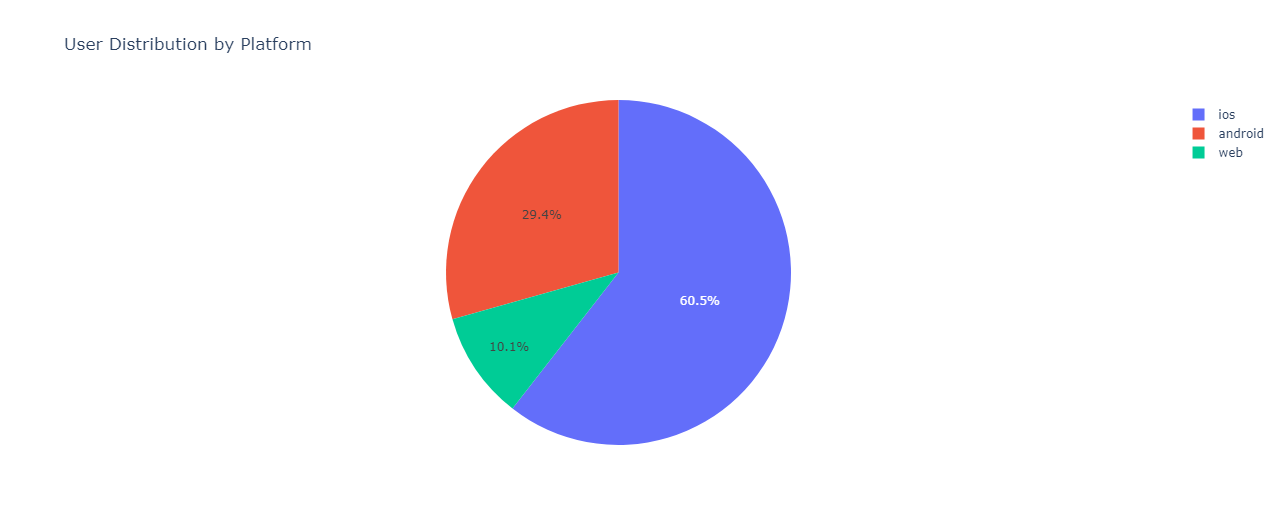 User Distribution by Platform
ios
android
web
29.4%
60.5%
10.1%